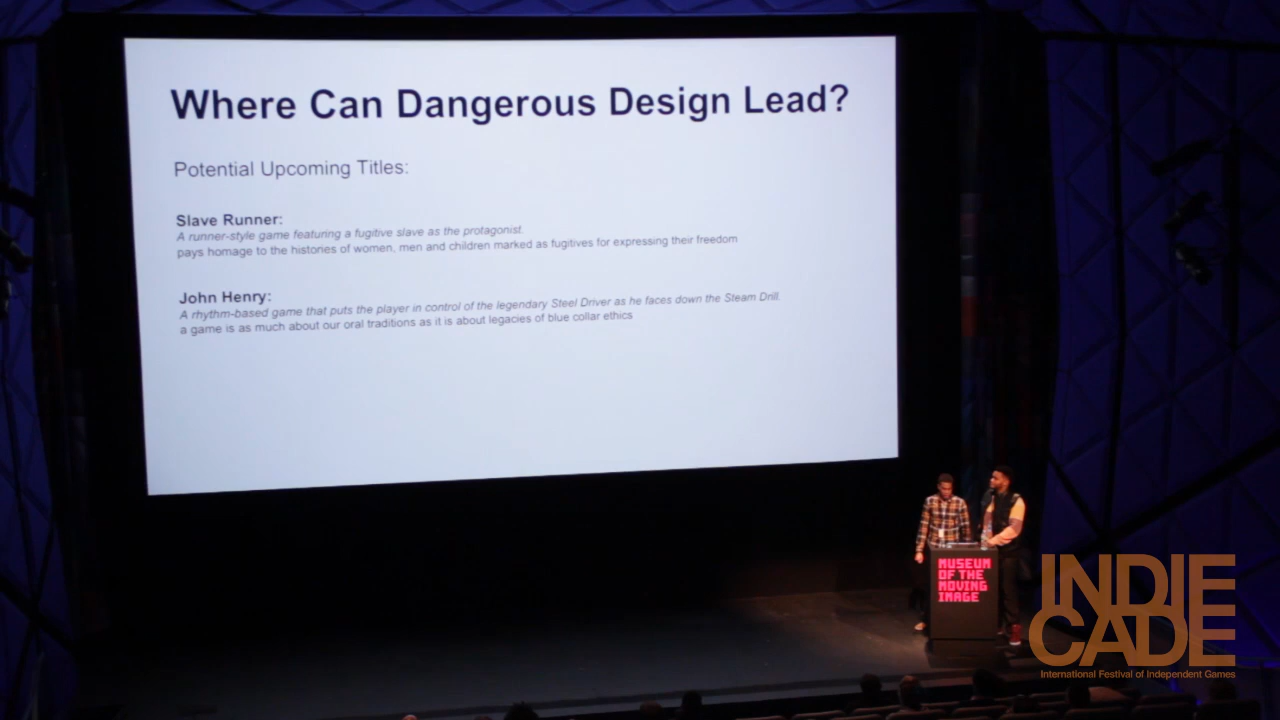 Where Can Dangerous Design Lead?
Potential Upcoming Titles:
Slave Runner:
A runner-style game featuring a fugitive slave as the protagonist.
pays homage to the histories of women, men and children marked as fugitives for expressing their freedom
John Henry:
A rhythm-based game that puts the player in control of the legendary Steel Driver as he faces down the Steam Drill.
a game is as much about our oral traditions as it is about legacies of blue collar ethics
MUSEUM
OF THE
MOVING
IMAGE
INDIE
CADE
International Festival of Independent Games